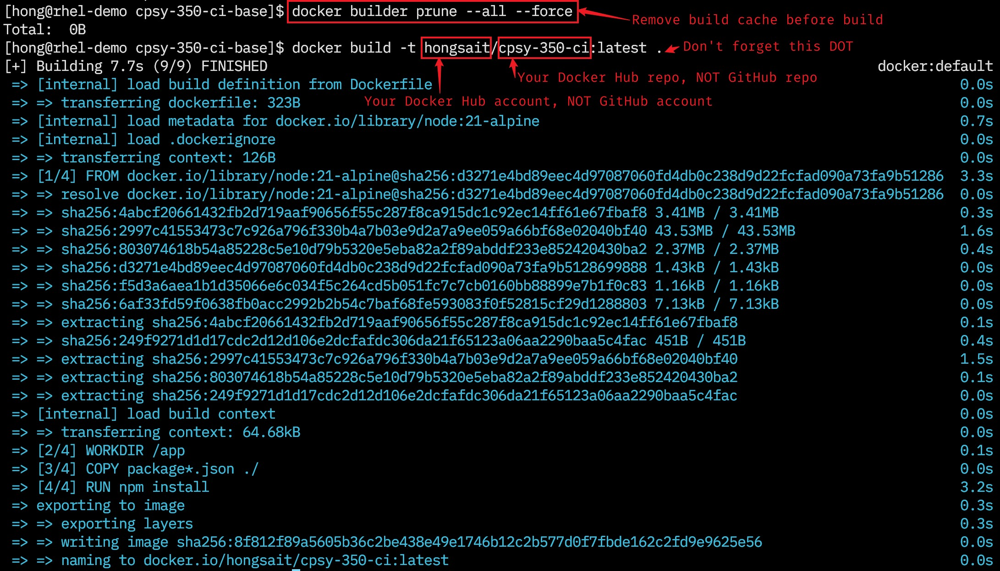 [hong@rhel-demo cpsy-350-ci-base]$ docker builder prune --all --force
Remove build cache before build
Total:  0B
[hong@rhel-demo cpsy-350-ci-base]$ docker build -t hongsait/cpsy-350-ci:latest .
Don't forget this DOT
[+] Building 7.7s (9/9) FINISHED docker:default
Your Docker Hub repo, NOT GitHub repo
=> [internal] load build definition from Dockerfile 0.0s
=> => transferring dockerfile: 323B 0.0s
Your Docker Hub account, NOT GitHub account
=> [internal] load metadata for docker.io/library/node:21-alpine 0.7s
=> [internal] load .dockerignore 0.0s
=> => transferring context: 126B 0.0s
=> [1/4] FROM docker.io/library/node:21-alpine@sha256:d3271e4bd89eec4d97087060fd4db0c238d9d22fcfad090a73fa9b51286 3.3s
=> => resolve docker.io/library/node:21-alpine@sha256:d3271e4bd89eec4d97087060fd4db0c238d9d22fcfad090a73fa9b51286 0.0s
=> => sha256:4abcf20661432fb2d719aaf90656f55c287f8ca915dc1c92ec14ff61e67fbaf8 3.41MB / 3.41MB 0.3s
=> => sha256:2997c41553473c7c926a796f330b4a7b03e9d2a7a9ee059a66bf68e02040bf40 43.53MB / 43.53MB 1.6s
=> => sha256:803074618b54a85228c5e10d79b5320e5eba82a2f89abddf233e852420430ba2 2.37MB / 2.37MB 0.4s
=> => sha256:d3271e4bd89eec4d97087060fd4db0c238d9d22fcfad090a73fa9b5128699888 1.43kB / 1.43kB 0.0s
=> => sha256:f5d3a6aea1b1d35066e6c034f5c264cd5b051fc7c7cb0160bb88899e7b1f0c83 1.16kB / 1.16kB 0.0s
=> => sha256:6af33fd59f0638fb0acc2992b2b54c7baf68fe593083f0f52815cf29d1288803 7.13kB / 7.13kB 0.0s
=> => extracting sha256:4abcf20661432fb2d719aaf90656f55c287f8ca915dc1c92ec14ff61e67fbaf8 0.1s
=> => sha256:249f9271d1d17cdc2d12d106e2dcfafdc306da21f65123a06aa2290baa5c4fac 451B / 451B 0.4s
=> => extracting sha256:2997c41553473c7c926a796f330b4a7b03e9d2a7a9ee059a66bf68e02040bf40 1.5s
=> => extracting sha256:803074618b54a85228c5e10d79b5320e5eba82a2f89abddf233e852420430ba2 0.1s
=> => extracting sha256:249f9271d1d17cdc2d12d106e2dcfafdc306da21f65123a06aa2290baa5c4fac 0.0s
=> [internal] load build context 0.0s
=> => transferring context: 64.68kB 0.0s
=> [2/4] WORKDIR /app 0.1s
=> [3/4] COPY package*.json ./ 0.0s
=> [4/4] RUN npm install 3.2s
=> exporting to image 0.3s
=> => exporting layers 0.3s
=> => writing image sha256:8f812f89a5605b36c2be438e49e1746b12c2b577d0f7fbde162c2fd9e9625e56 0.0s
=> => naming to docker.io/hongsait/cpsy-350-ci:latest 0.0s